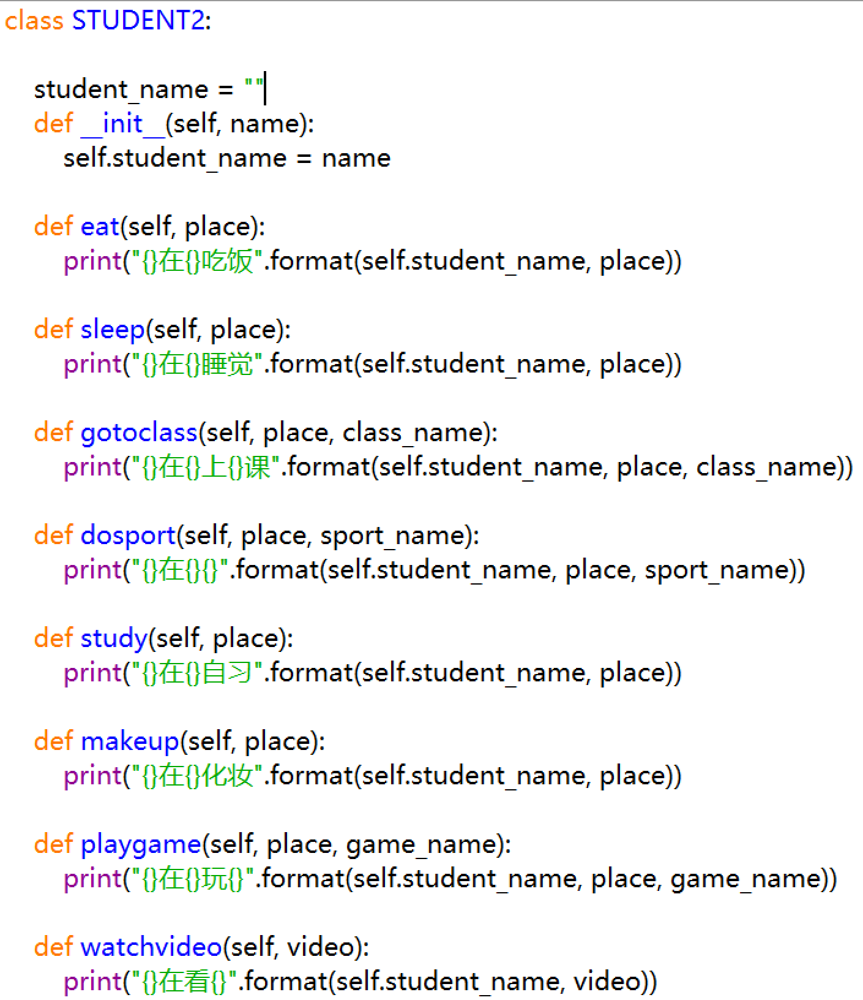 class STUDENT2:
student_name = ""
def __init__(self, name):
self.student_name = name
def eat(self, place):
print("{}在{}吃饭".format(self.student_name, place))
def sleep(self, place):
print("{}在{}睡觉".format(self.student_name, place))
def gotoclass(self, place, class_name):
print("{}在{}上{}课".format(self.student_name, place, class_name))
def dosport(self, place, sport_name):
print("{}在{}{}".format(self.student_name, place, sport_name))
def study(self, place):
print("{}在{}自习".format(self.student_name, place))
def makeup(self, place):
print("{}在{}化妆".format(self.student_name, place))
def playgame(self, place, game_name):
print("{}在{}玩{}".format(self.student_name, place, game_name))
def watchvideo(self, video):
print("{}在看{}".format(self.student_name, video))